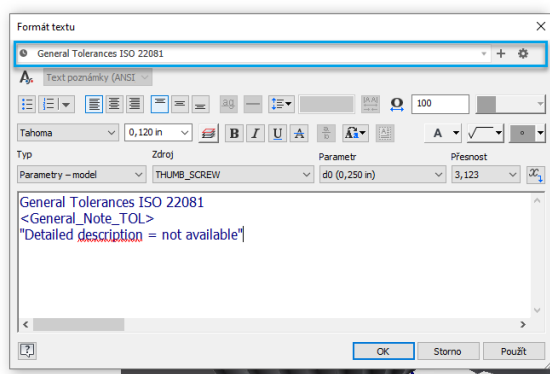 Formát textu
General Tolerances ISO 22081
Text poznámky (ANSI
ag
100
Tahoma
0,120 in
B I U A
A
Typ
Zdroj
Parametr
Přesnost
Parametry – model
THUMB_SCREW
d0 (0,250 in)
3,123
General Tolerances ISO 22081
<General_Note_TOL>
"Detailed description = not available"
OK
Storno
Použít